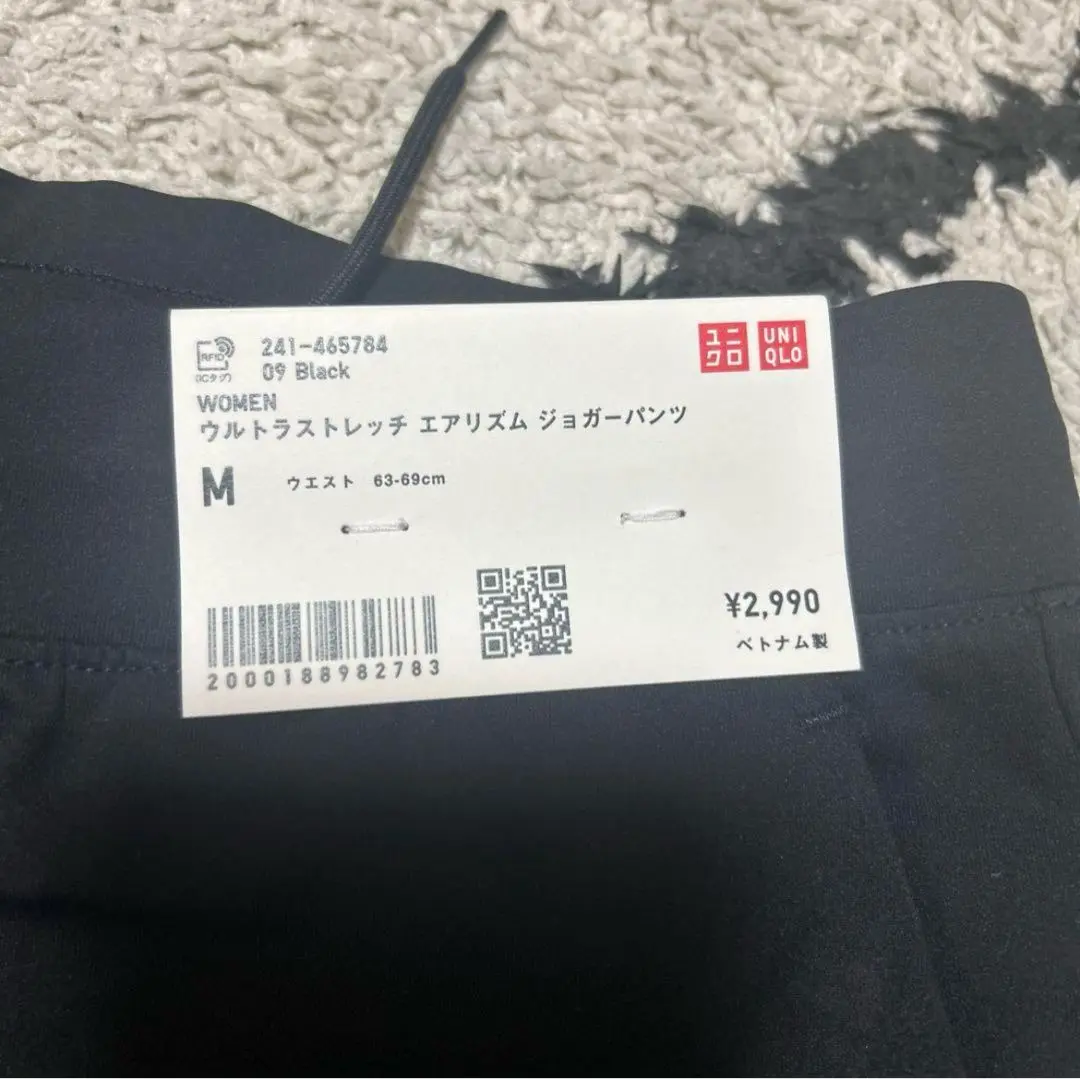 RFID
(ICタグ)
241-465784
09 Black
ユニ
クロ
UNI
QLO
WOMEN
ウルトラストレッチ エアリズム ジョガーパンツ
M
ウエスト 63-69cm
¥2,990
ベトナム製
2000188982783